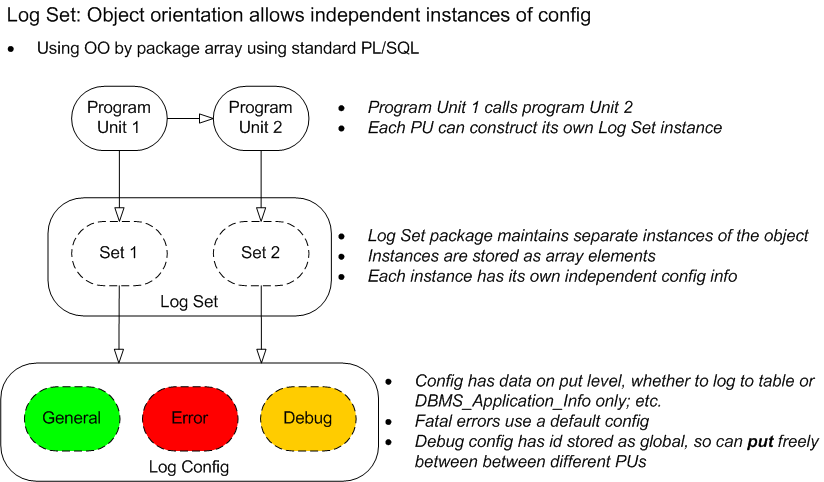 Log Set: Object orientation allows independent instances of config
• Using OO by package array using standard PL/SQL
Program
Unit 1
Program
Unit 2
• Program Unit 1 calls program Unit 2
• Each PU can construct its own Log Set instance
Set 1
Set 2
Log Set
• Log Set package maintains separate instances of the object
• Instances are stored as array elements
• Each instance has its own independent config info
General
Error
Debug
Log Config
• Config has data on put level, whether to log to table or
DBMS_Application_Info only; etc.
• Fatal errors use a default config
• Debug config has id stored as global, so can put freely
between between different PUs